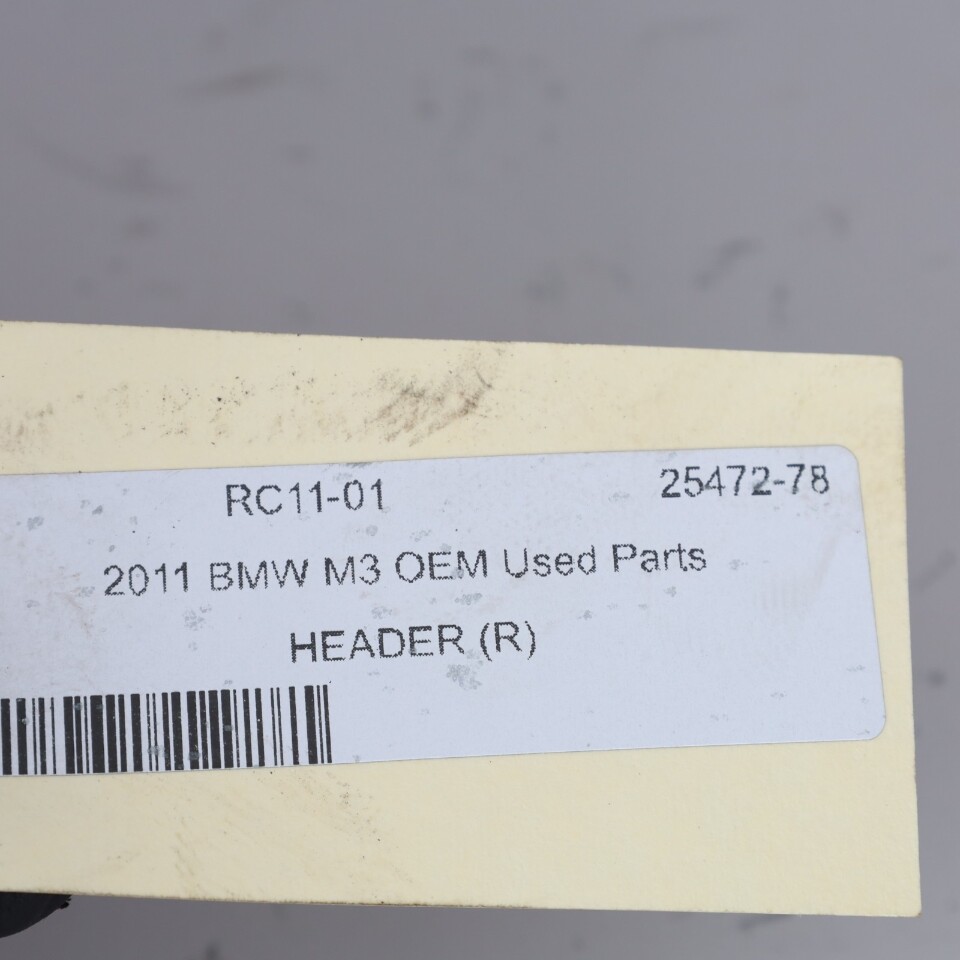 RC11-01 25472-78
2011 BMW M3 OEM Used Parts
HEADER (R)